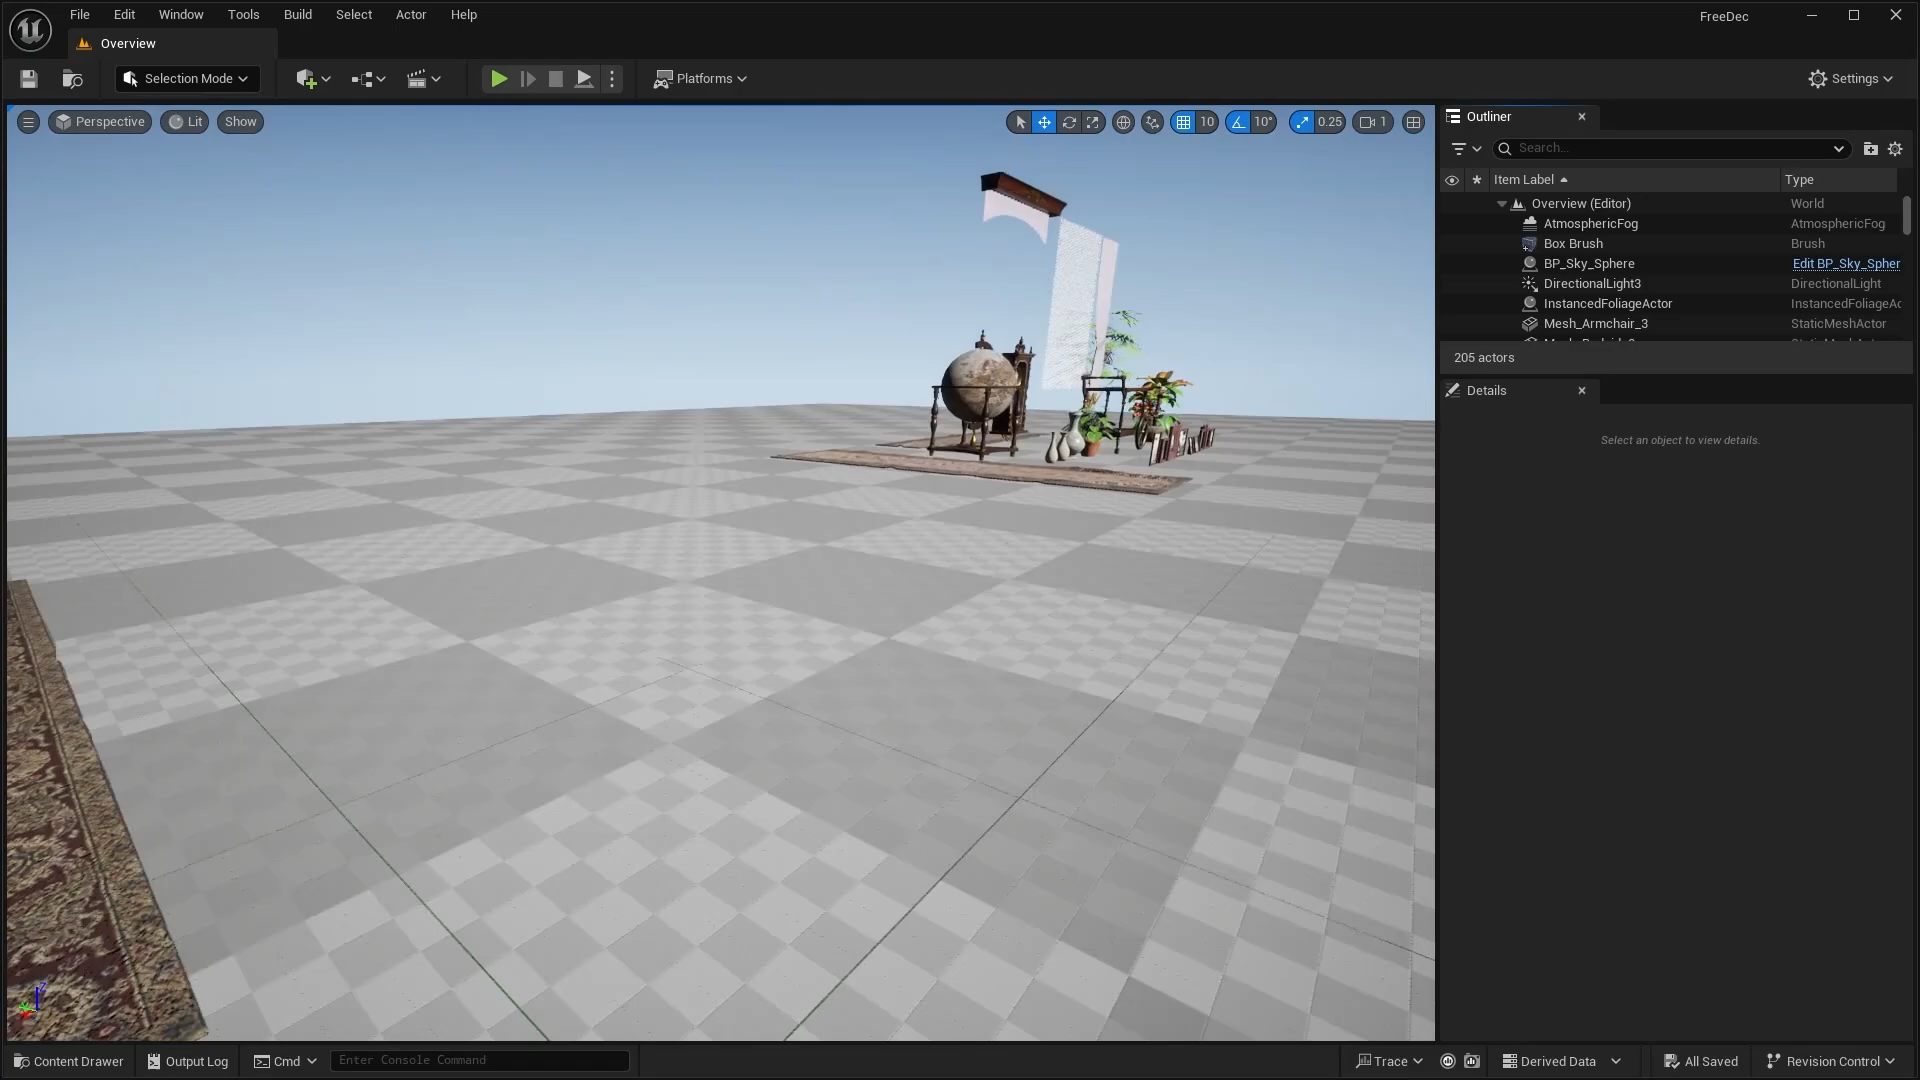 File Edit Window Tools Build Select Actor Help
FreeDec
Overview
Selection Mode
Platforms
Settings
Perspective Lit Show
10 10° 0.25 1
Outliner
Search...
Item Label Type
Overview (Editor) World
AtmosphericFog AtmosphericFog
Box Brush Brush
BP_Sky_Sphere Edit BP_Sky_Spher
DirectionalLight3 DirectionalLight
InstancedFoliageActor InstancedFoliageAc
Mesh_Armchair_3 StaticMeshActor
205 actors
Details
Select an object to view details.
Z
Content Drawer Output Log Cmd Enter Console Command Trace Derived Data All Saved Revision Control